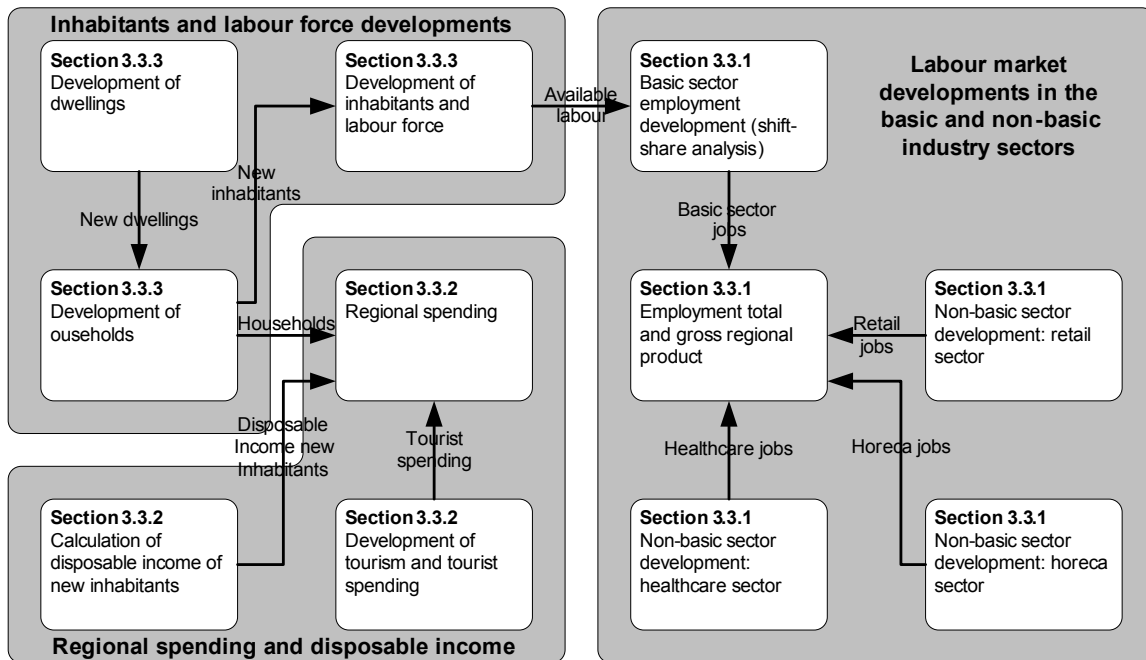 Inhabitants and labour force developments
Section 3.3.3
Development of
dwellings
Section 3.3.3
Development of
inhabitants and
labour force
New
inhabitants
New dwellings
Section 3.3.3
Development of
ouseholds
Households
Available
labour
Section 3.3.2
Regional spending
Disposable
Income new
Inhabitants
Tourist
spending
Section 3.3.2
Calculation of
disposable income of
new inhabitants
Section 3.3.2
Development of
tourism and tourist
spending
Regional spending and disposable income
Section 3.3.1
Basic sector
employment
development (shift-
share analysis)
Labour market
developments in the
basic and non-basic
industry sectors
Basic sector
jobs
Section 3.3.1
Employment total
and gross regional
product
Retail
jobs
Section 3.3.1
Non-basic sector
development: retail
sector
Healthcare jobs
Horeca jobs
Section 3.3.1
Non-basic sector
development:
healthcare sector
Section 3.3.1
Non-basic sector
development: horeca
sector